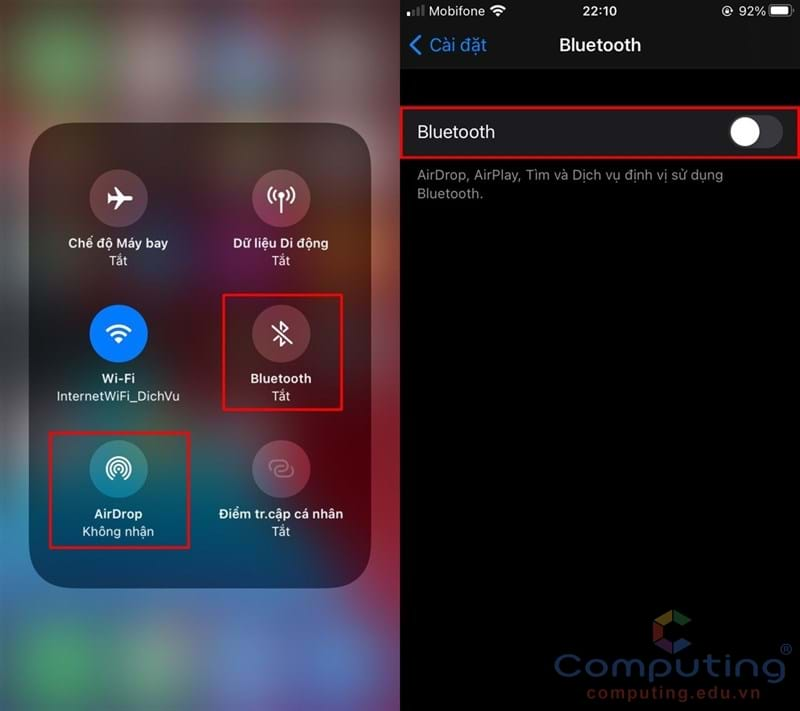 Chế độ Máy bay
Tắt
Dữ liệu Di động
Tắt
Wi-Fi
InternetWiFi_DichVu
Bluetooth
Tắt
AirDrop
Không nhận
Điểm tr.cập cá nhân
Tắt
Mobifone
22:10
92%
Cài đặt
Bluetooth
Bluetooth
AirDrop, AirPlay, Tìm và Dịch vụ định vị sử dụng
Bluetooth.
Computing®
computing.edu.vn